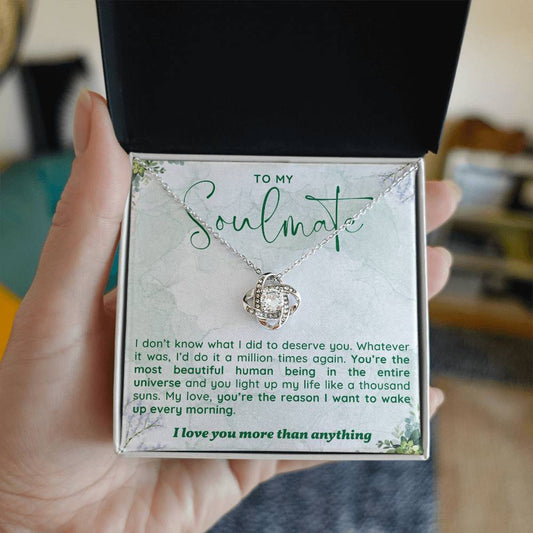 TO MY
Soulmate
I don't know what I did to deserve you. Whatever
it was, I'd do it a million times again. You're the
most beautiful human being in the entire
universe and you light up my life like a thousand
suns. My love, you're the reason I want to wake
up every morning.
I love you more than anything